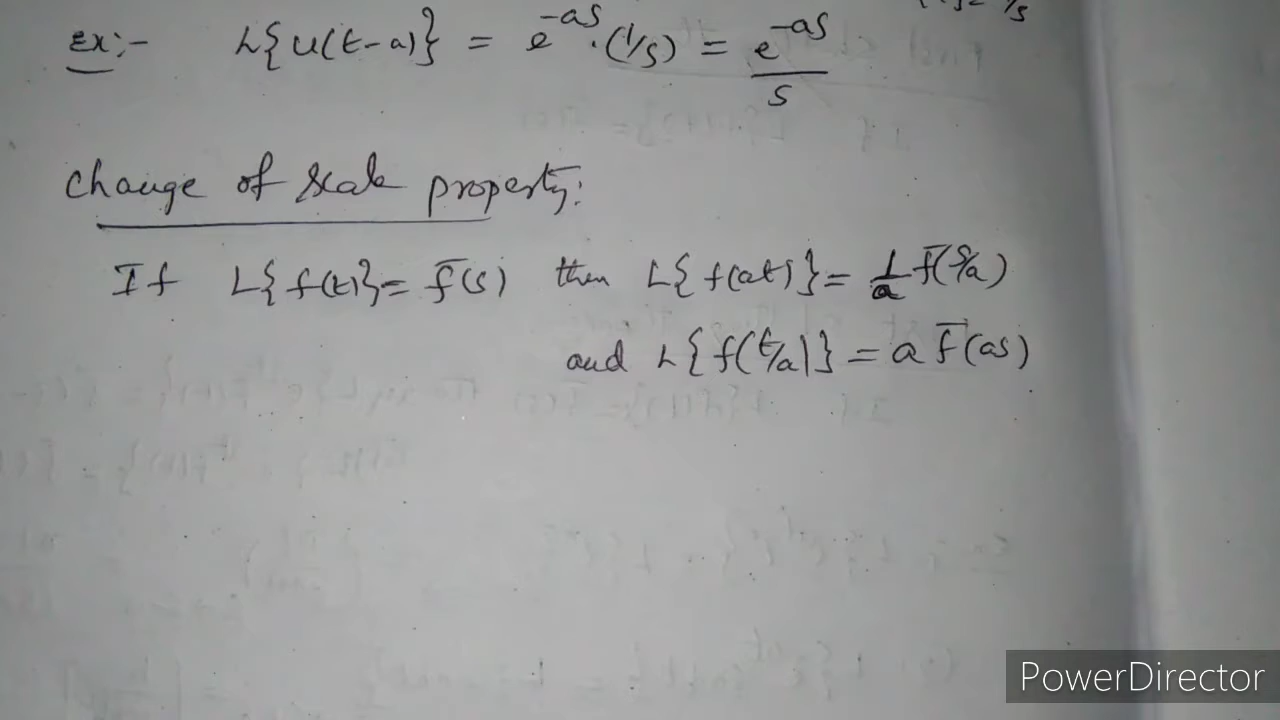 Ex:- L{u(t-a)} = e^-as . (1/s) = e^-as / s
Change of Scale property:
If L{f(t)} = f̄(s) then L{f(at)} = 1/a f̄(s/a)
and L{f(t/a)} = a f̄(as)
PowerDirector